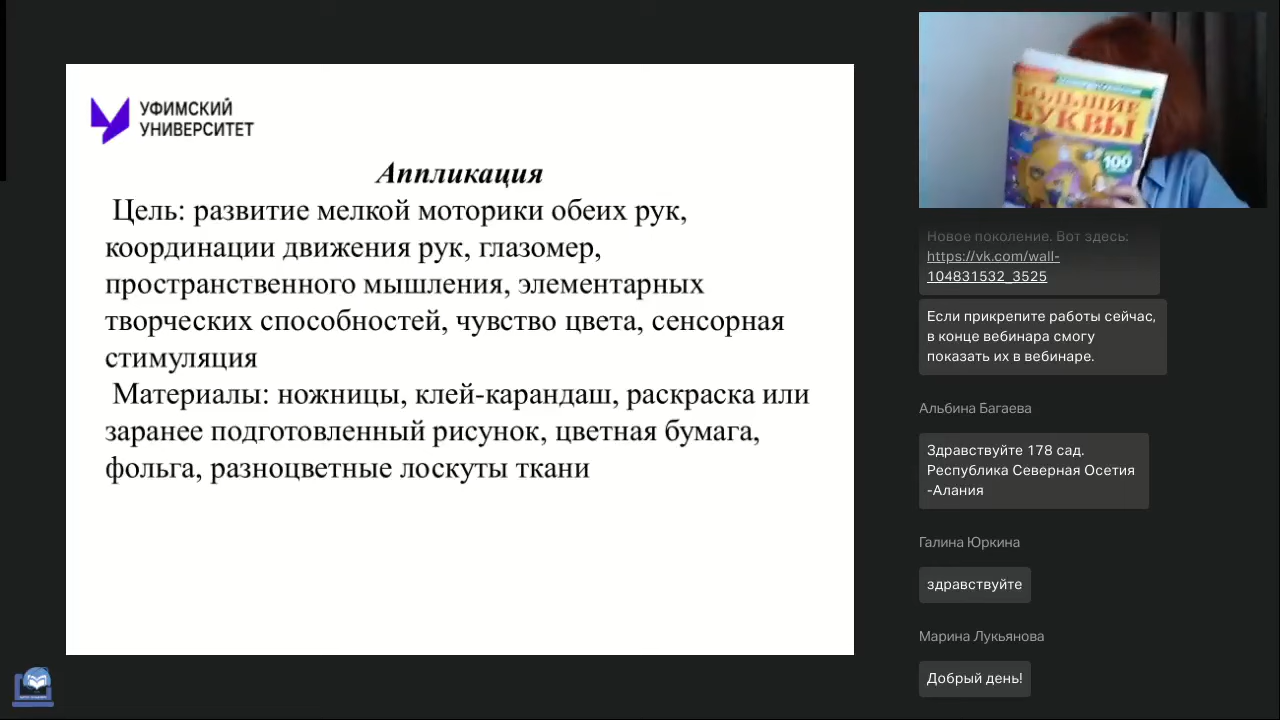 УФИМСКИЙ
УНИВЕРСИТЕТ
Аппликация
Цель: развитие мелкой моторики обеих рук,
координации движения рук, глазомер,
пространственного мышления, элементарных
творческих способностей, чувство цвета, сенсорная
стимуляция
Материалы: ножницы, клей-карандаш, раскраска или
заранее подготовленный рисунок, цветная бумага,
фольга, разноцветные лоскуты ткани
БОЛЬШИЕ
БУКВЫ
100
Новое поколение. Вот здесь:
https://vk.com/wall-
104831532_3525
Если прикрепите работы сейчас,
в конце вебинара смогу
показать их в вебинаре.
Альбина Багаева
Здравствуйте 178 сад.
Республика Северная Осетия
-Алания
Галина Юркина
здравствуйте
Марина Лукьянова
Добрый день!